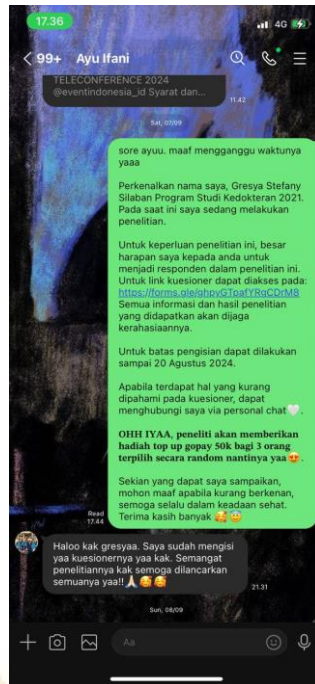 17.36
4G
99+ Ayu Ifani
TELECONFERENCE 2024
@eventindonesia_id Syarat dan...
11.42
Sat, 07/09
sore ayuu. maaf mengganggu waktunya
yaaa
Perkenalkan nama saya, Gresya Stefany
Silaban Program Studi Kedokteran 2021.
Pada saat ini saya sedang melakukan
penelitian.
Untuk keperluan penelitian ini, besar
harapan saya kepada anda untuk
menjadi responden dalam penelitian ini.
Untuk link kuesioner dapat diakses pada:
Semua informasi dan hasil penelitian
yang didapatkan akan dijaga
kerahasiaannya.
Untuk batas pengisian dapat dilakukan
sampai 20 Agustus 2024.
Apabila terdapat hal yang kurang
dipahami pada kuesioner, dapat
menghubungi saya via personal chat🤍.
OHH IYAA, peneliti akan memberikan
hadiah top up gopay 50k bagi 3 orang
terpilih secara random nantinya yaa😍.
Sekian yang dapat saya sampaikan,
mohon maaf apabila kurang berkenan,
semoga selalu dalam keadaan sehat.
Terima kasih banyak 🥰😇
Read
17.44
Haloo kak gresyaa. Saya sudah mengisi
yaa kuesionernya yaa kak. Semangat
penelitiannya kak semoga dilancarkan
semuanya yaa!!🙏🥰🥰
21.31
Sun, 08/09
Aa